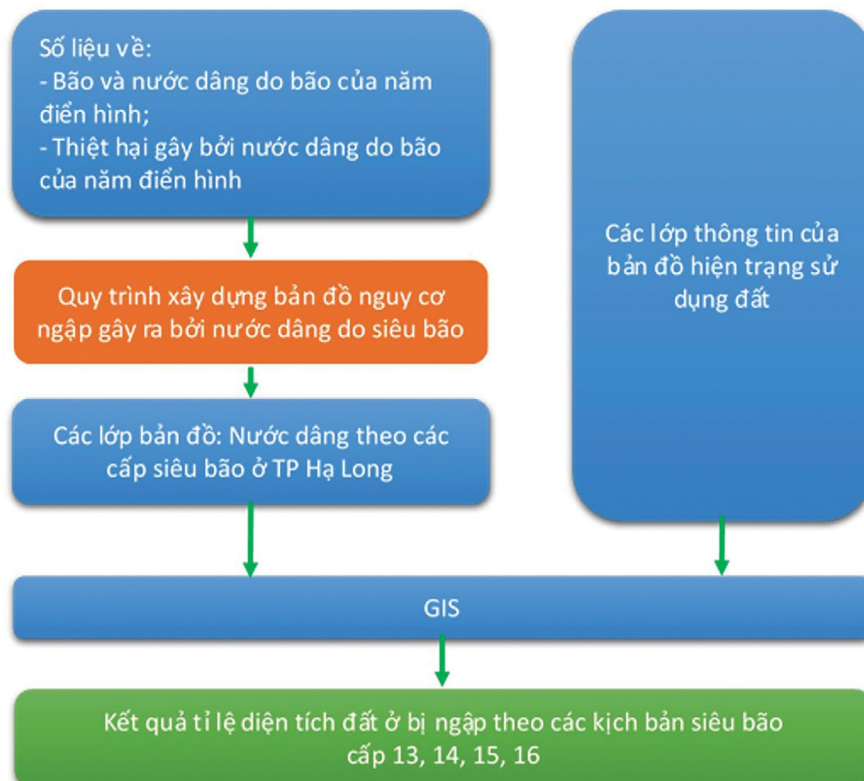 Số liệu về:
- Bão và nước dâng do bão của năm
điển hình;
- Thiệt hại gây bởi nước dâng do bão
của năm điển hình
Quy trình xây dựng bản đồ nguy cơ
ngập gây ra bởi nước dâng do siêu bão
Các lớp bản đồ: Nước dâng theo các
cấp siêu bão ở TP Hạ Long
Các lớp thông tin của
bản đồ hiện trạng sử
dụng đất
GIS
Kết quả tỉ lệ diện tích đất ở bị ngập theo các kịch bản siêu bão
cấp 13, 14, 15, 16